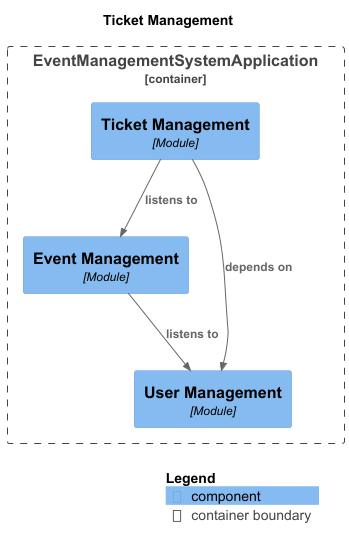 Ticket Management
EventManagementSystemApplication
[container]
Ticket Management
[Module]
listens to
Event Management
[Module]
depends on
listens to
User Management
[Module]
Legend
component
container boundary